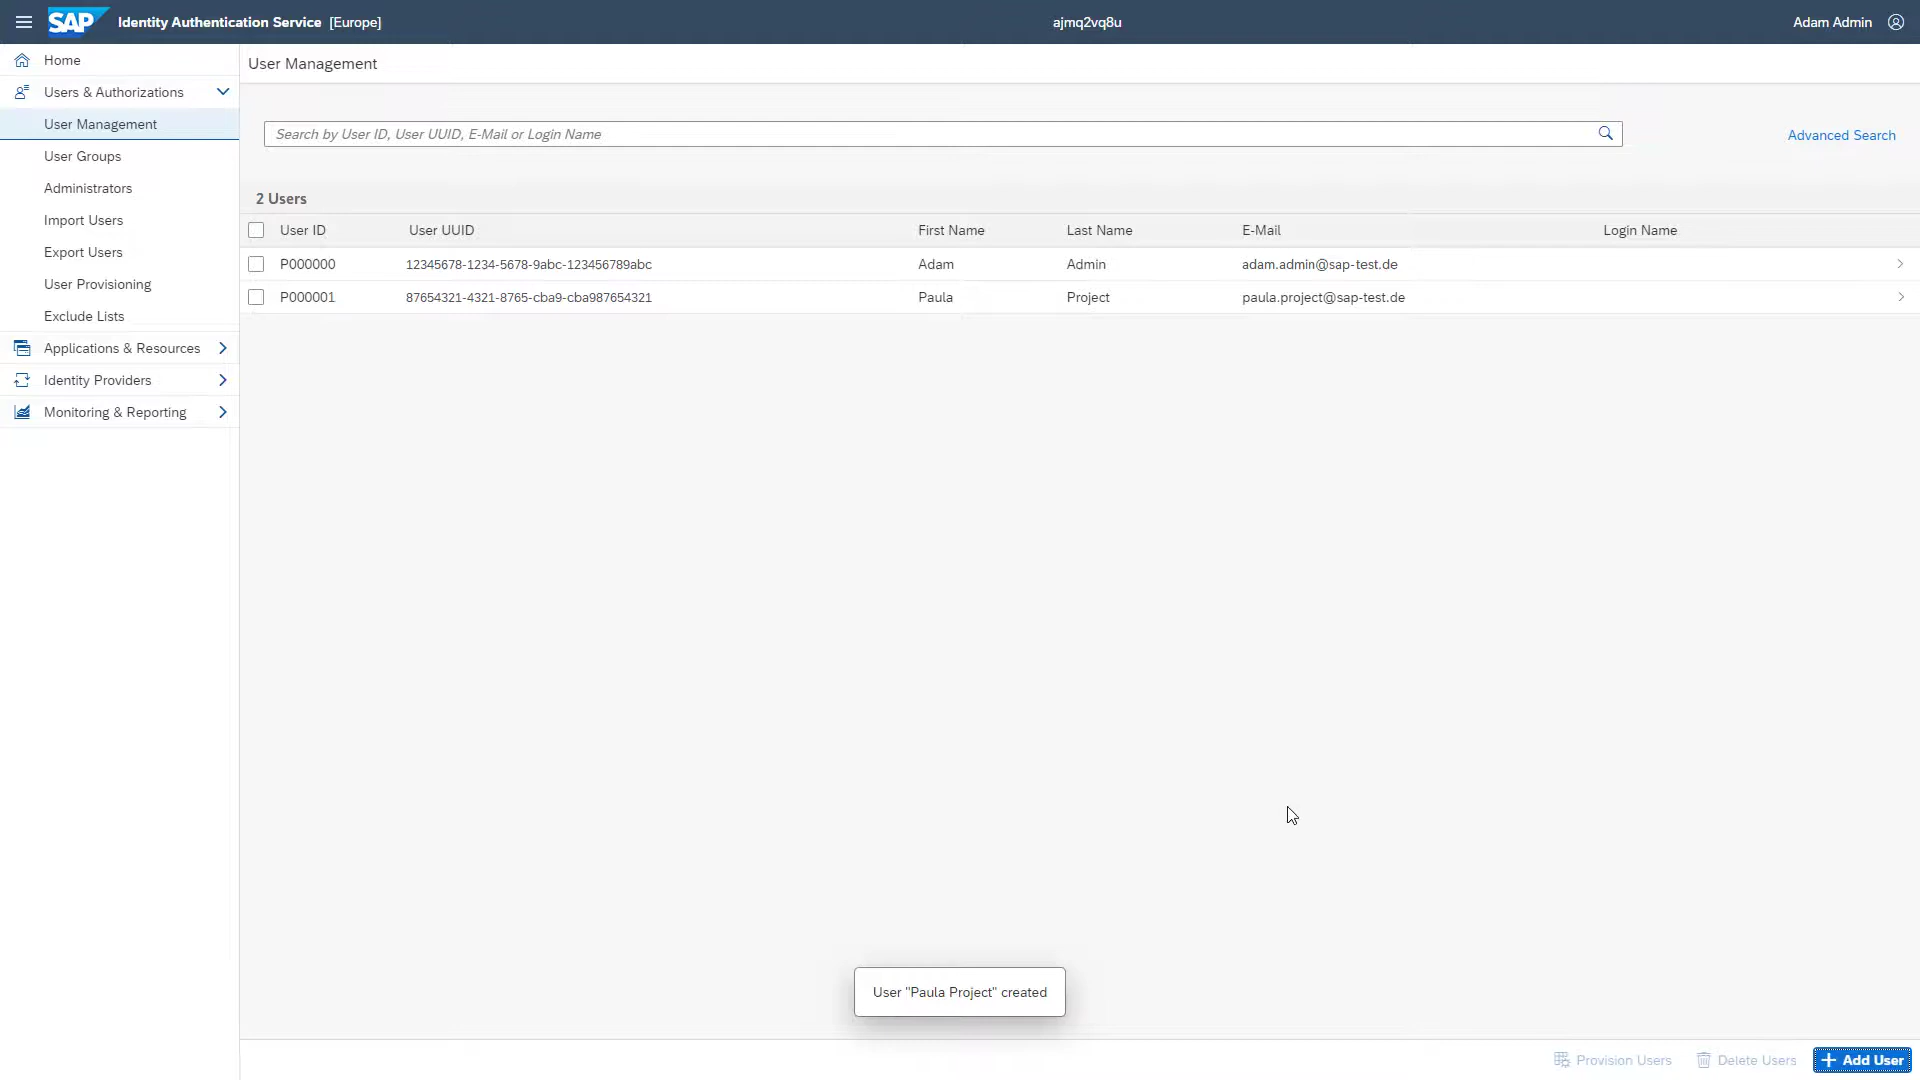 SAP Identity Authentication Service [Europe] ajmq2vq8u Adam Admin
Home
Users & Authorizations
User Management
User Groups
Administrators
Import Users
Export Users
User Provisioning
Exclude Lists
Applications & Resources
Identity Providers
Monitoring & Reporting
User Management
Search by User ID, User UUID, E-Mail or Login Name
Advanced Search
2 Users
User ID User UUID First Name Last Name E-Mail Login Name
P000000 12345678-1234-5678-9abc-123456789abc Adam Admin adam.admin@sap-test.de
P000001 87654321-4321-8765-cba9-cba987654321 Paula Project paula.project@sap-test.de
User "Paula Project" created
Provision Users Delete Users Add User